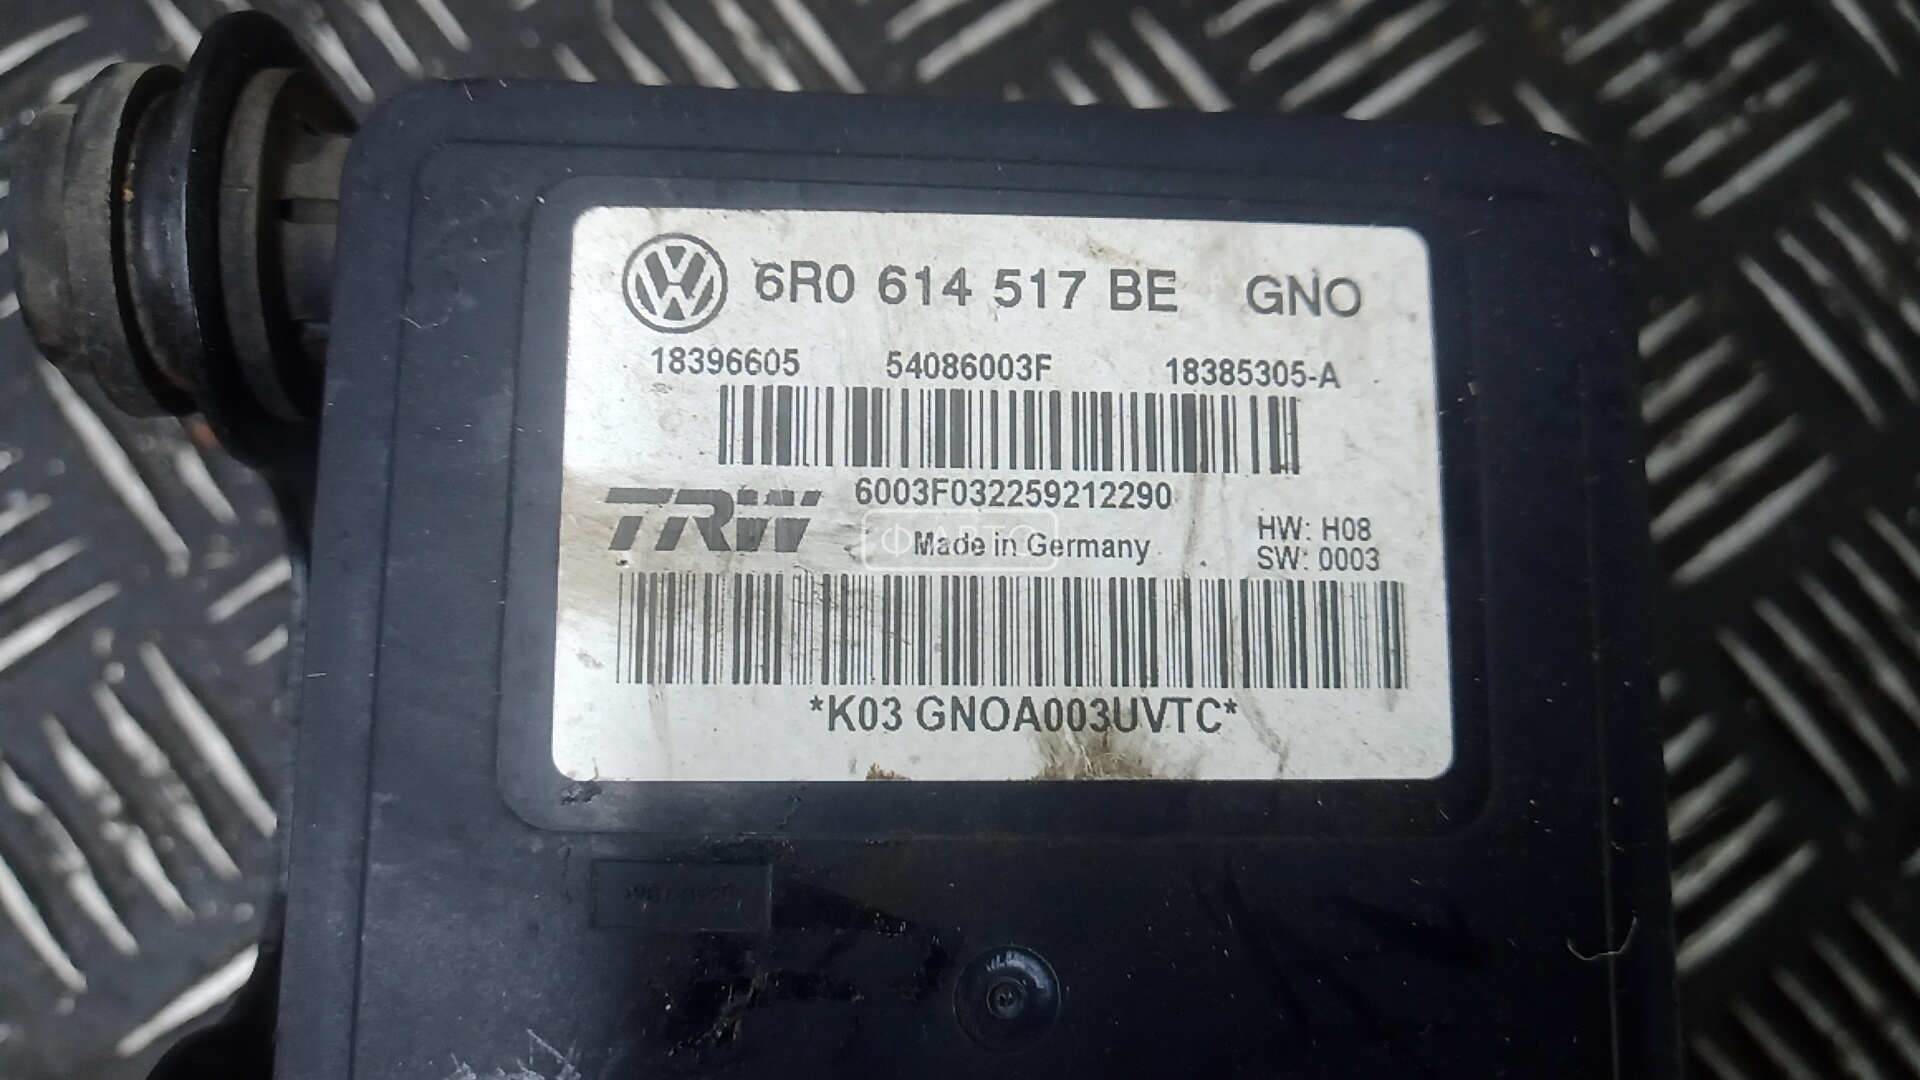 6R0 614 517 BE GNO
18396605 54086003F 18385305-A
TRW 6003F032259212290
ФАВТО
Made in Germany
HW: H08
SW: 0003
*K03 GNOA003UVTC*